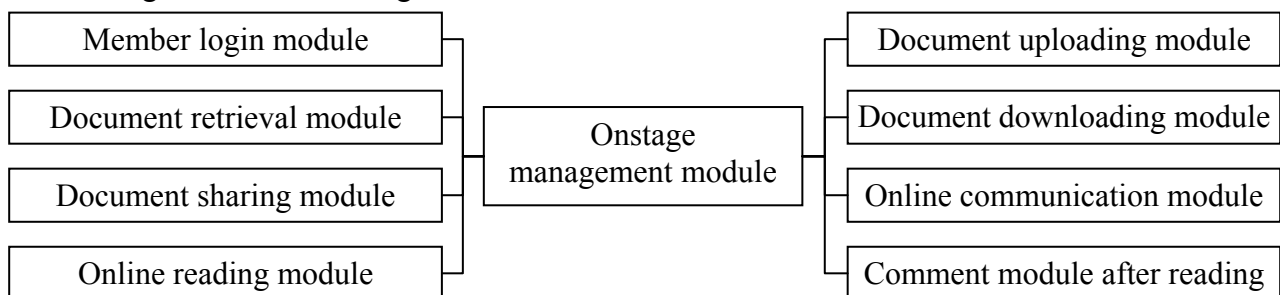 Member login module
Document retrieval module
Document sharing module
Online reading module
Onstage
management module
Document uploading module
Document downloading module
Online communication module
Comment module after reading